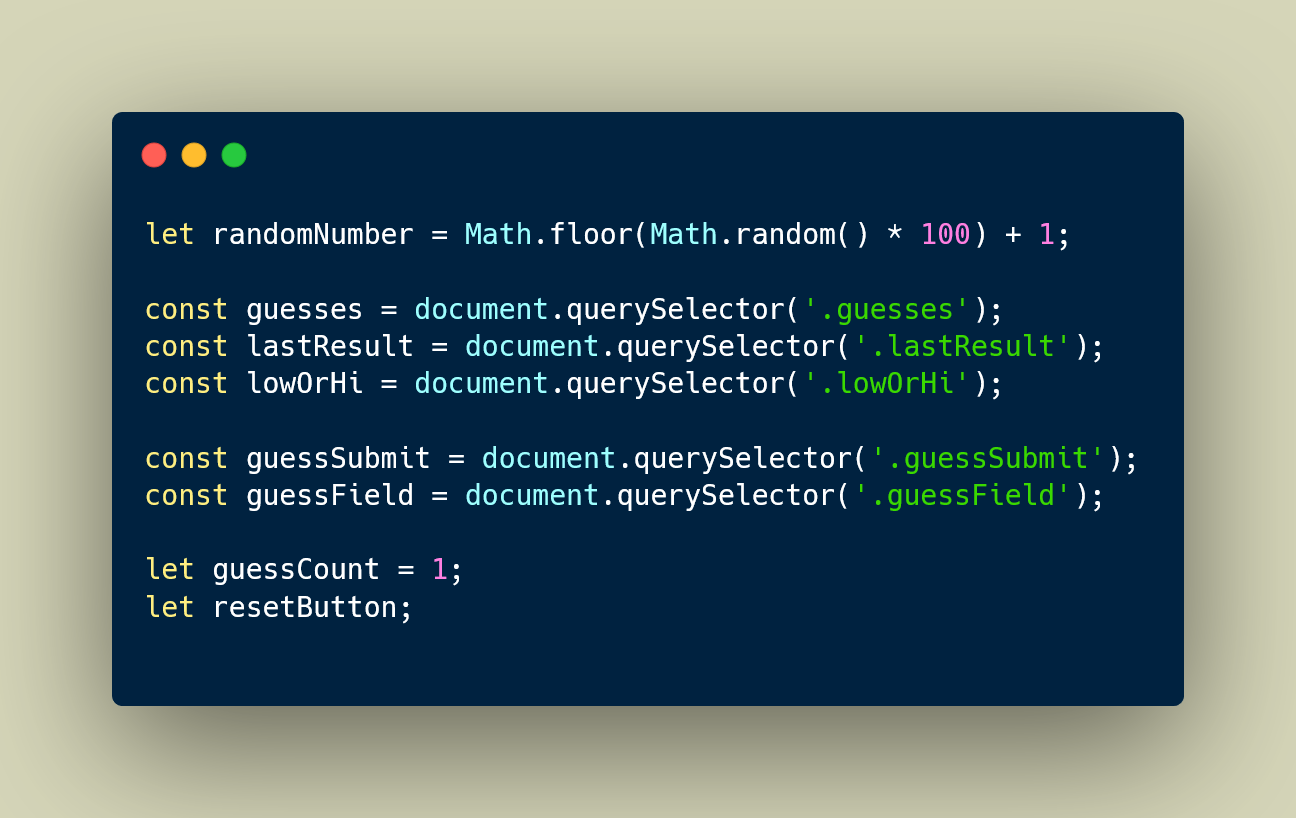 let randomNumber = Math.floor(Math.random() * 100) + 1;
const guesses = document.querySelector('.guesses');
const lastResult = document.querySelector('.lastResult');
const lowOrHi = document.querySelector('.lowOrHi');
const guessSubmit = document.querySelector('.guessSubmit');
const guessField = document.querySelector('.guessField');
let guessCount = 1;
let resetButton;